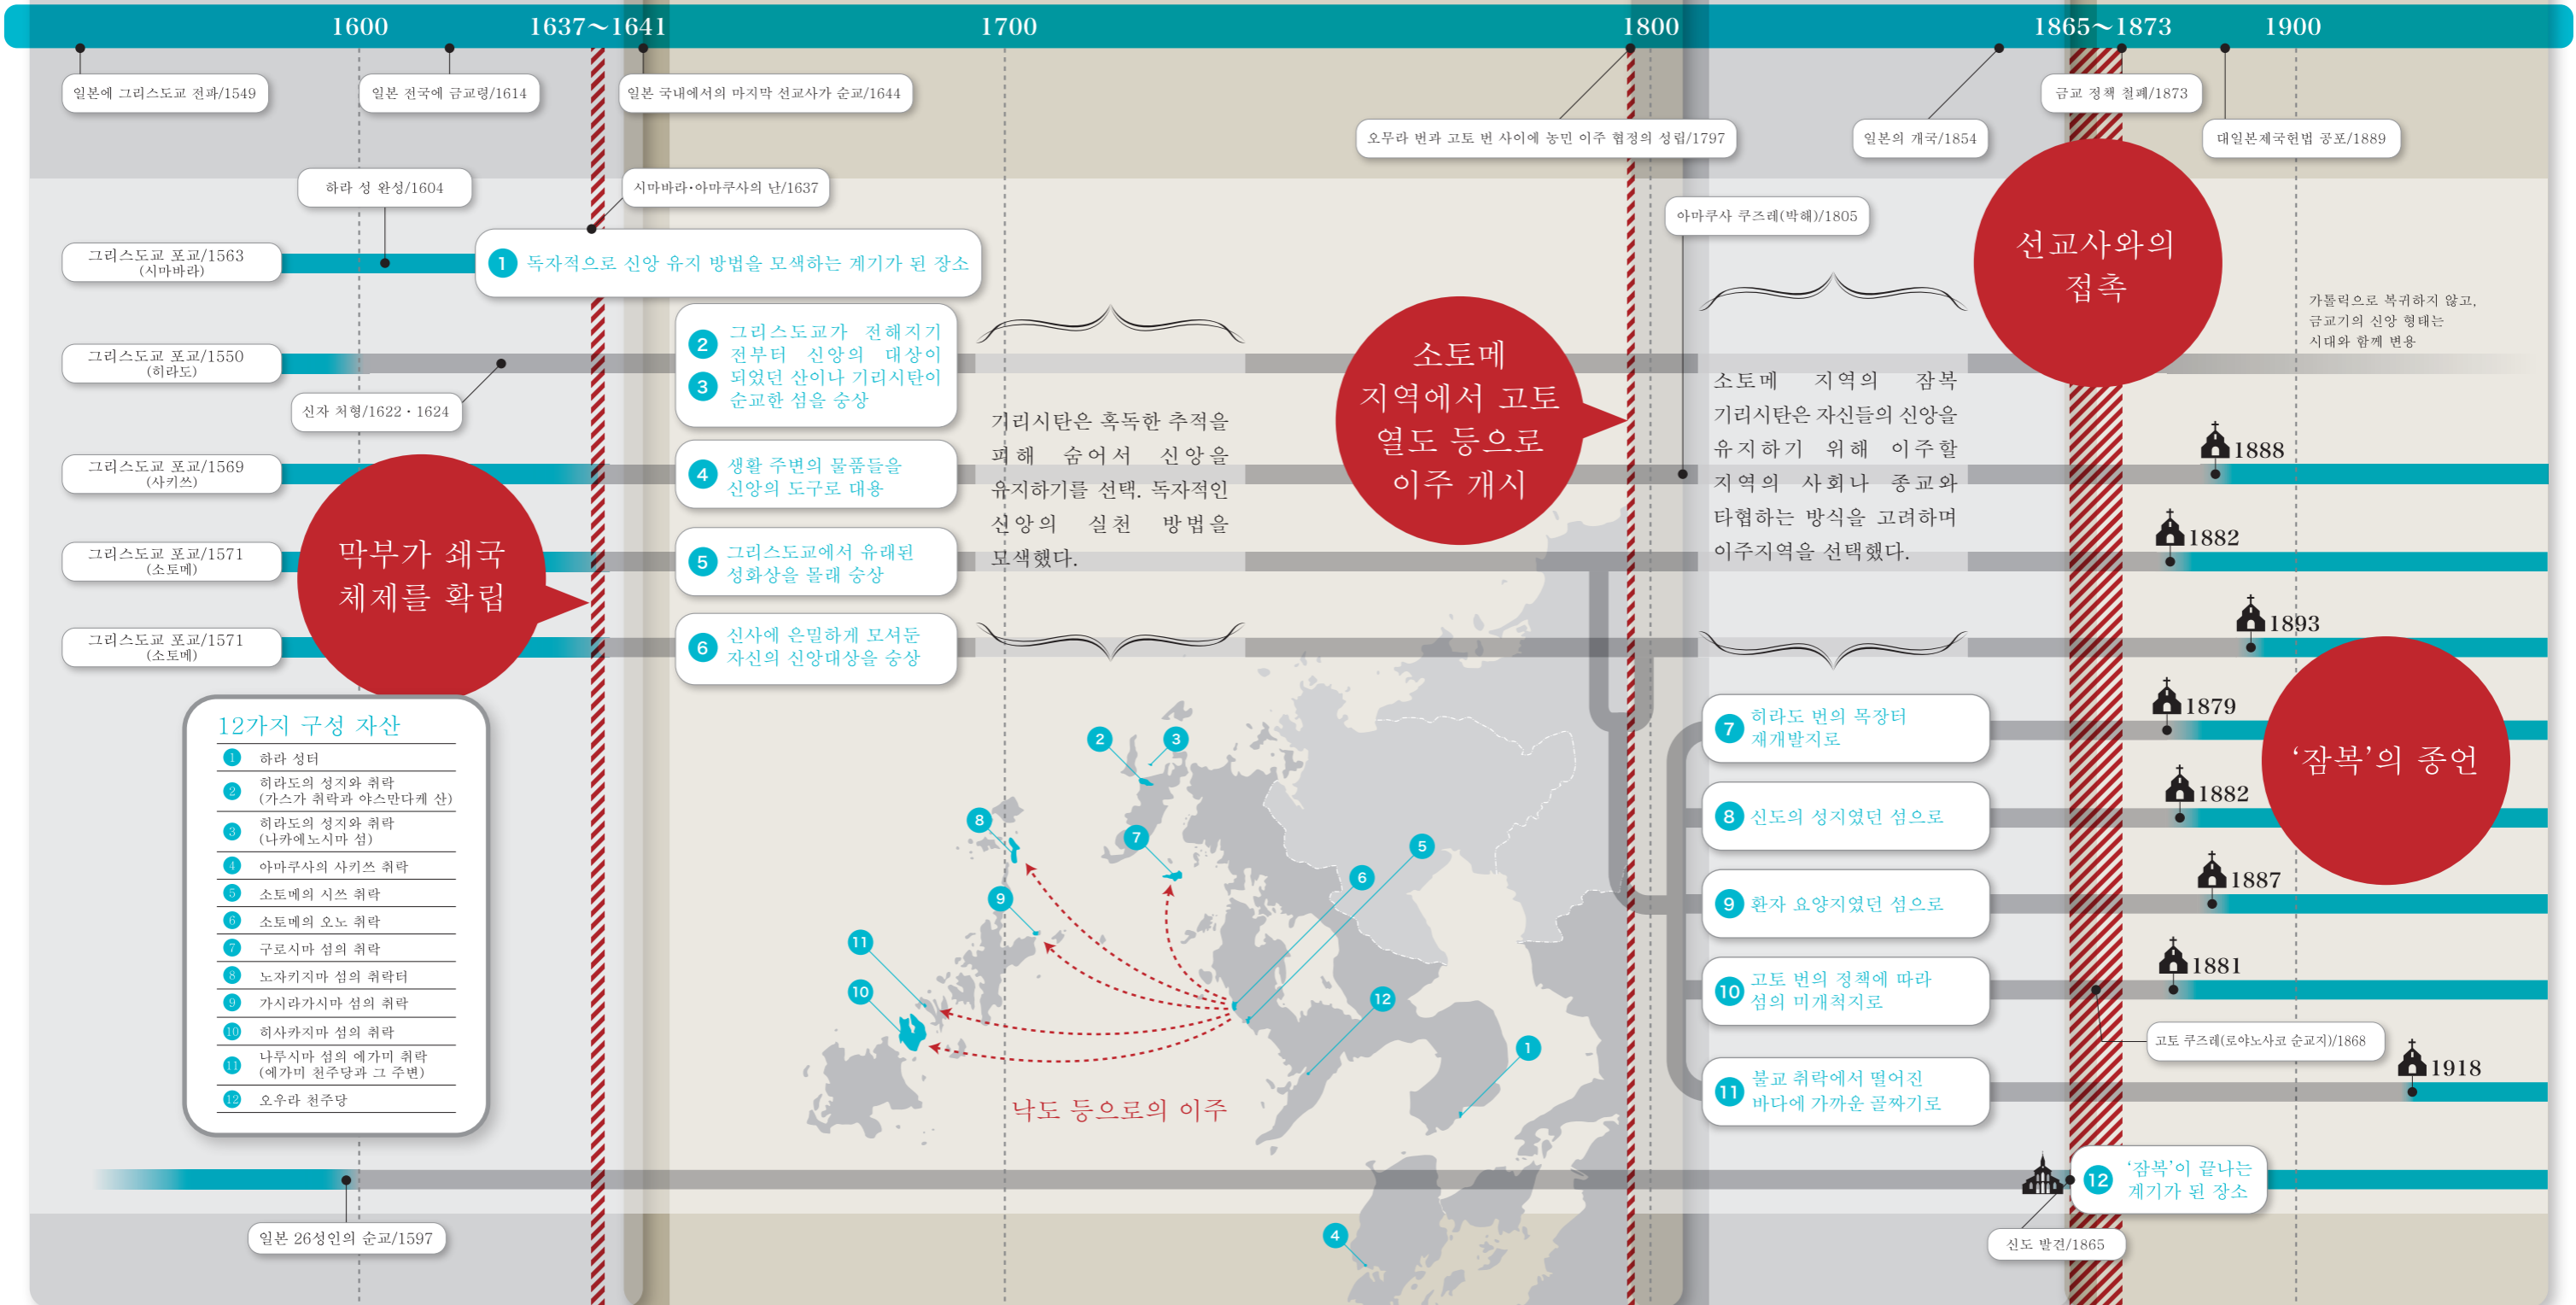 1600
1637～1641
1700
1800
1865～1873
1900
일본에 그리스도교 전파/1549
일본 전국에 금교령/1614
일본 국내에서의 마지막 선교사가 순교/1644
오무라 번과 고토 번 사이에 농민 이주 협정의 성립/1797
일본의 개국/1854
금교 정책 철폐/1873
대일본제국헌법 공포/1889
하라 성 완성/1604
시마바라·아마쿠사의 난/1637
아마쿠사 쿠즈레(박해)/1805
그리스도교 포교/1563
(시마바라)
1 독자적으로 신앙 유지 방법을 모색하는 계기가 된 장소
그리스도교 포교/1550
(히라도)
신자 처형/1622・1624
2
3
그리스도교가 전해지기
전부터 신앙의 대상이
되었던 산이나 기리시탄이
순교한 섬을 숭상
그리스도교 포교/1569
(사키쓰)
4 생활 주변의 물품들을
신앙의 도구로 대용
그리스도교 포교/1571
(소토메)
5 그리스도교에서 유래된
성화상을 몰래 숭상
그리스도교 포교/1571
(소토메)
6 신사에 은밀하게 모셔둔
자신의 신앙대상을 숭상
막부가 쇄국
체제를 확립
기리시탄은 혹독한 추적을
피해 숨어서 신앙을
유지하기를 선택. 독자적인
신앙의 실천 방법을
모색했다.
소토메
지역에서 고토
열도 등으로
이주 개시
소토메 지역의 잠복
기리시탄은 자신들의 신앙을
유지하기 위해 이주할
지역의 사회나 종교와
타협하는 방식을 고려하며
이주지역을 선택했다.
선교사와의
접촉
가톨릭으로 복귀하지 않고,
금교기의 신앙 형태는
시대와 함께 변용
1888
1882
1893
1879
1882
1887
1881
1918
‘잠복’의 종언
7 히라도 번의 목장터
재개발지로
8 신도의 성지였던 섬으로
9 환자 요양지였던 섬으로
10 고토 번의 정책에 따라
섬의 미개척지로
11 불교 취락에서 떨어진
바다에 가까운 골짜기로
고토 쿠즈레(로야노사코 순교지)/1868
12 ‘잠복’이 끝나는
계기가 된 장소
신도 발견/1865
12가지 구성 자산
1 하라 성터
2 히라도의 성지와 취락
(가스가 취락과 야스만다케 산)
3 히라도의 성지와 취락
(나카에노시마 섬)
4 아마쿠사의 사키쓰 취락
5 소토메의 시쓰 취락
6 소토메의 오노 취락
7 구로시마 섬의 취락
8 노자키지마 섬의 취락터
9 가시라가시마 섬의 취락
10 히사카지마 섬의 취락
11 나루시마 섬의 에가미 취락
(에가미 천주당과 그 주변)
12 오우라 천주당
일본 26성인의 순교/1597
2
3
8
7
5
6
9
11
10
12
1
4
낙도 등으로의 이주